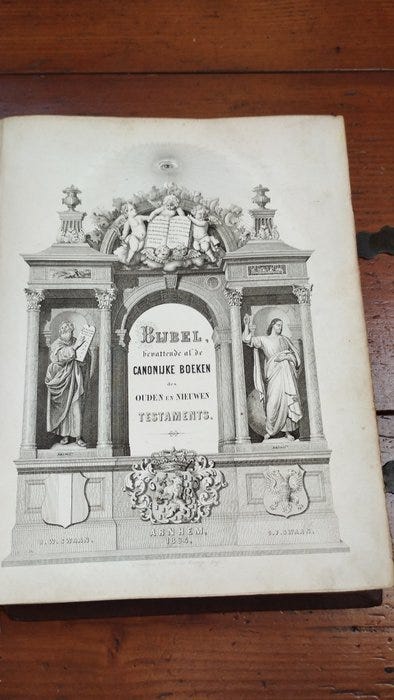 BIJBEL,
bevattende al de
CANONIJKE BOEKEN
des
OUDEN EN NIEUWEN
TESTAMENTS.
ARNHEM,
H.W. SWAAN.
G.J. SWAAN.